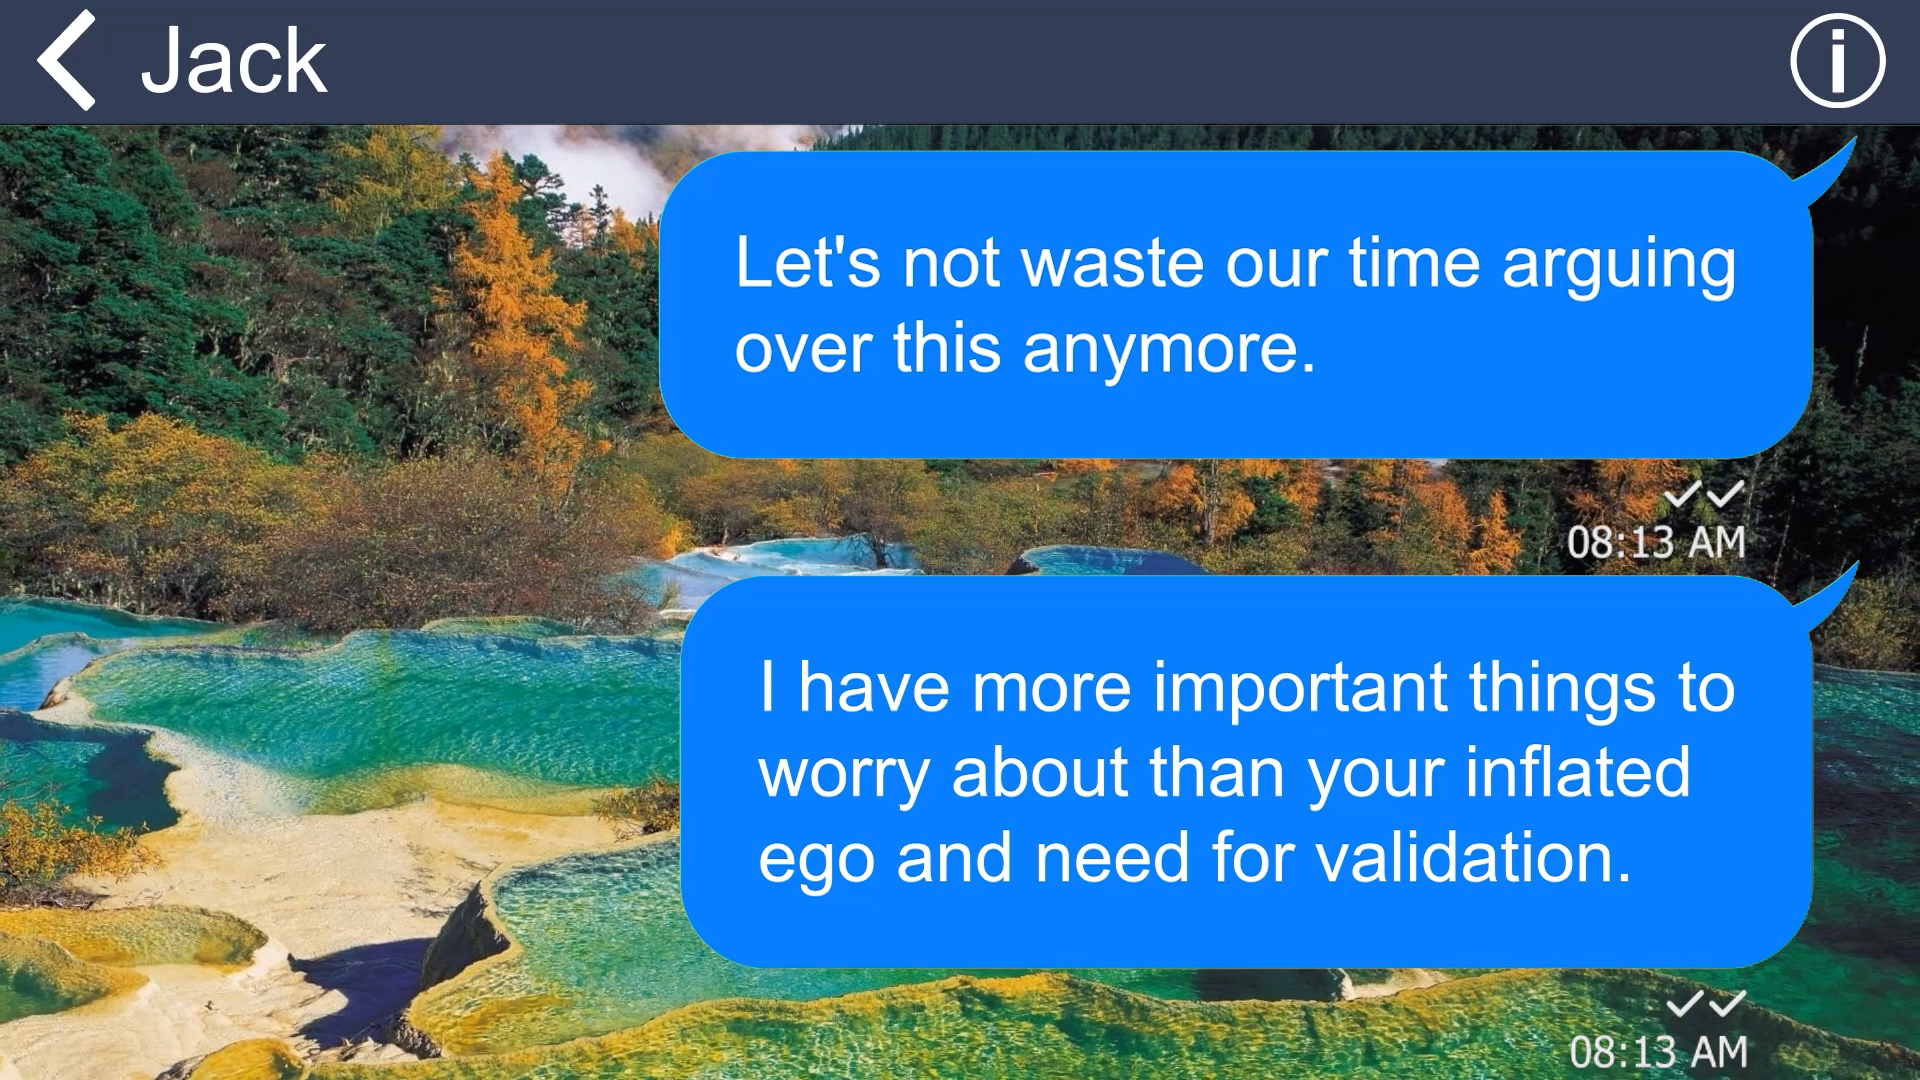 Jack
Let's not waste our time arguing
over this anymore.
08:13 AM
I have more important things to
worry about than your inflated
ego and need for validation.
08:13 AM